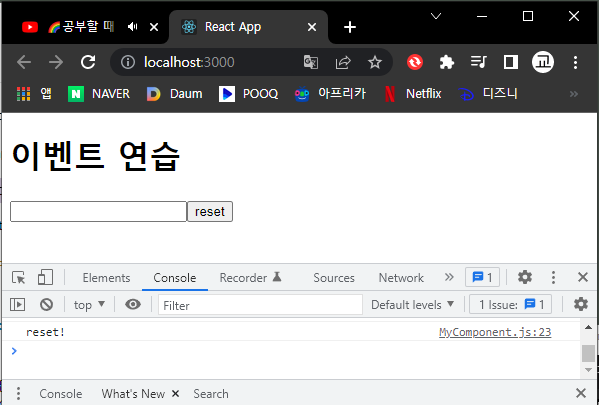 공부할 때
React App
localhost:3000
앱 NAVER Daum POOQ 아프리카 Netflix 디즈니 »
이벤트 연습
reset
Elements Console Recorder Sources Network » 1
top Filter Default levels 1 Issue: 1
reset! MyComponent.js:23
>
Console What's New × Search